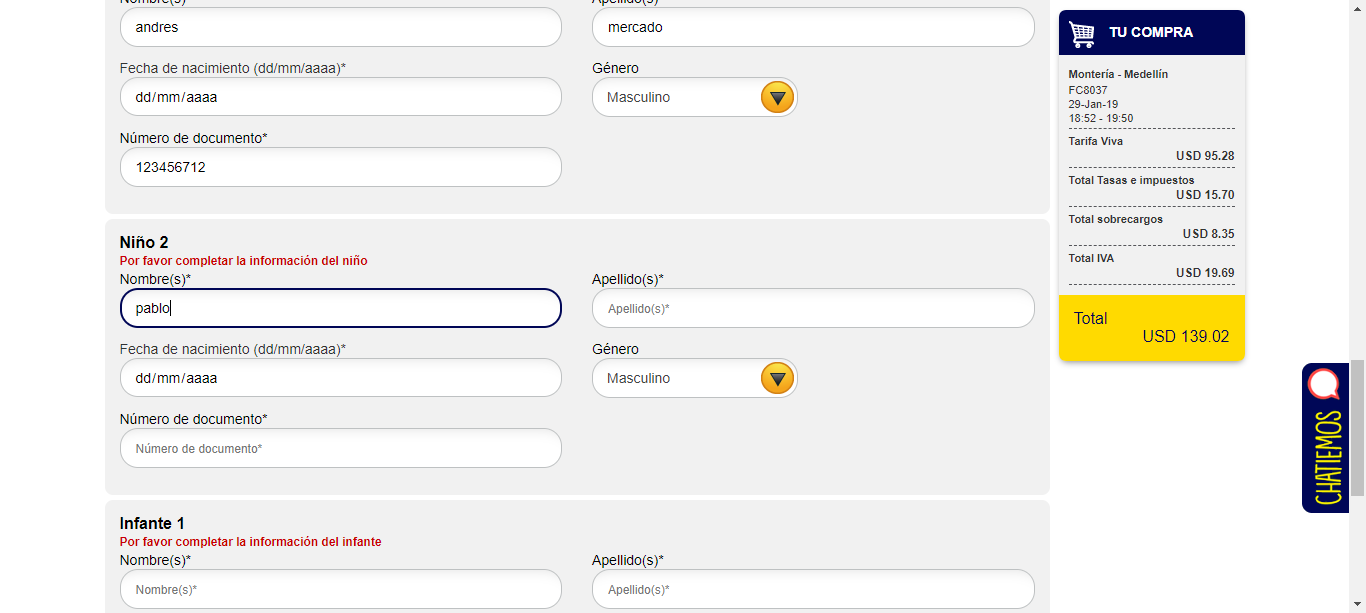 Nombre(s)* Apellido(s)*
andres mercado
Fecha de nacimiento (dd/mm/aaaa)* Género
dd/mm/aaaa Masculino
Número de documento*
123456712
Niño 2
Por favor completar la información del niño
Nombre(s)* Apellido(s)*
pablo Apellido(s)*
Fecha de nacimiento (dd/mm/aaaa)* Género
dd/mm/aaaa Masculino
Número de documento*
Número de documento*
Infante 1
Por favor completar la información del infante
Nombre(s)* Apellido(s)*
Nombre(s)* Apellido(s)*
TU COMPRA
Montería - Medellín
FC8037
29-Jan-19
18:52 - 19:50
Tarifa Viva
USD 95.28
Total Tasas e impuestos
USD 15.70
Total sobrecargos
USD 8.35
Total IVA
USD 19.69
Total
USD 139.02
CHATIEMOS